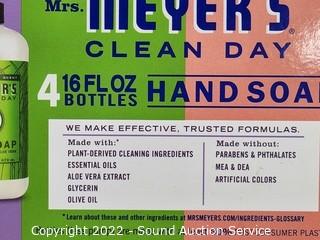 Mrs.
MEYER'S
CLEAN DAY
4 16 FL OZ
BOTTLES
HAND SOAP
WE MAKE EFFECTIVE, TRUSTED FORMULAS.
Made with:*
PLANT-DERIVED CLEANING INGREDIENTS
ESSENTIAL OILS
ALOE VERA EXTRACT
GLYCERIN
OLIVE OIL
Made without:
PARABENS & PHTHALATES
MEA & DEA
ARTIFICIAL COLORS
* Learn about these and other ingredients at MRSMEYERS.COM/INGREDIENTS-GLOSSARY
Copyright 2022 - Sound Auction Service